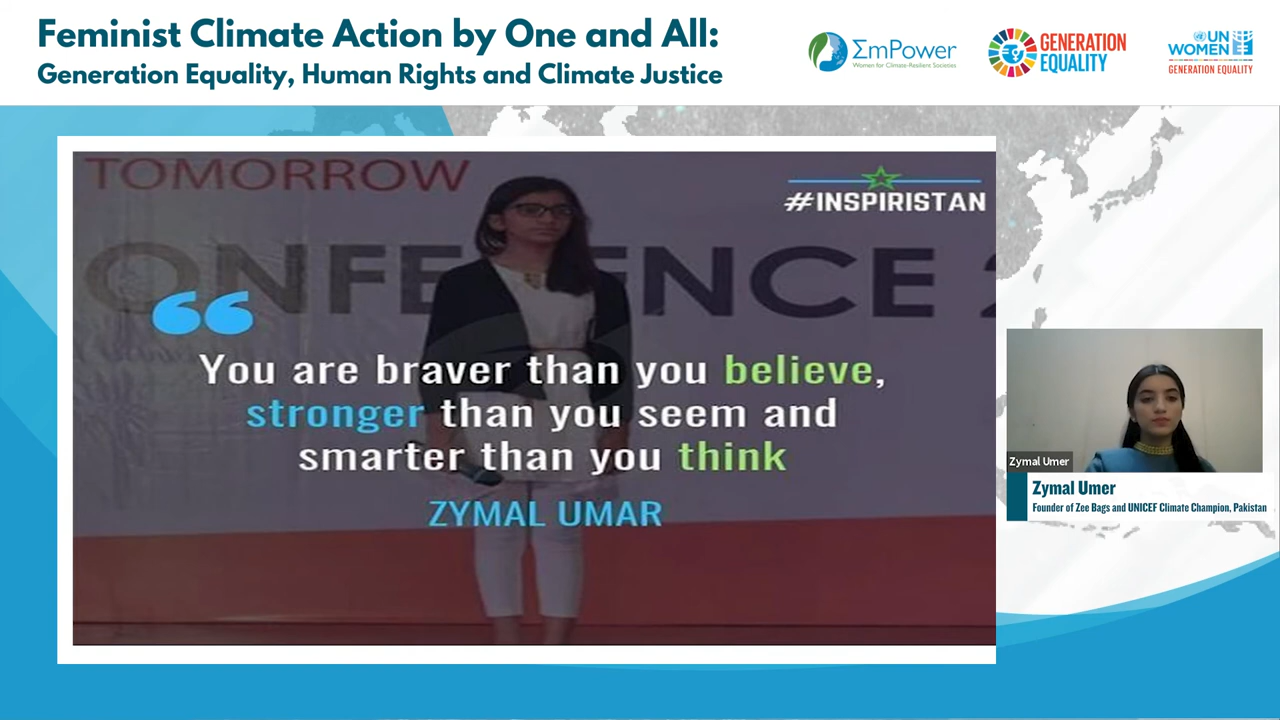 Feminist Climate Action by One and All:
Generation Equality, Human Rights and Climate Justice
ΣmPower
Women for Climate-Resilient Societies
GENERATION
EQUALITY
UN
WOMEN
GENERATION EQUALITY
TOMORROW
#INSPIRISTAN
ONFERENCE 2
“
You are braver than you believe,
stronger than you seem and
smarter than you think
ZYMAL UMAR
Zymal Umer
Zymal Umer
Founder of Zee Bags and UNICEF Climate Champion, Pakistan